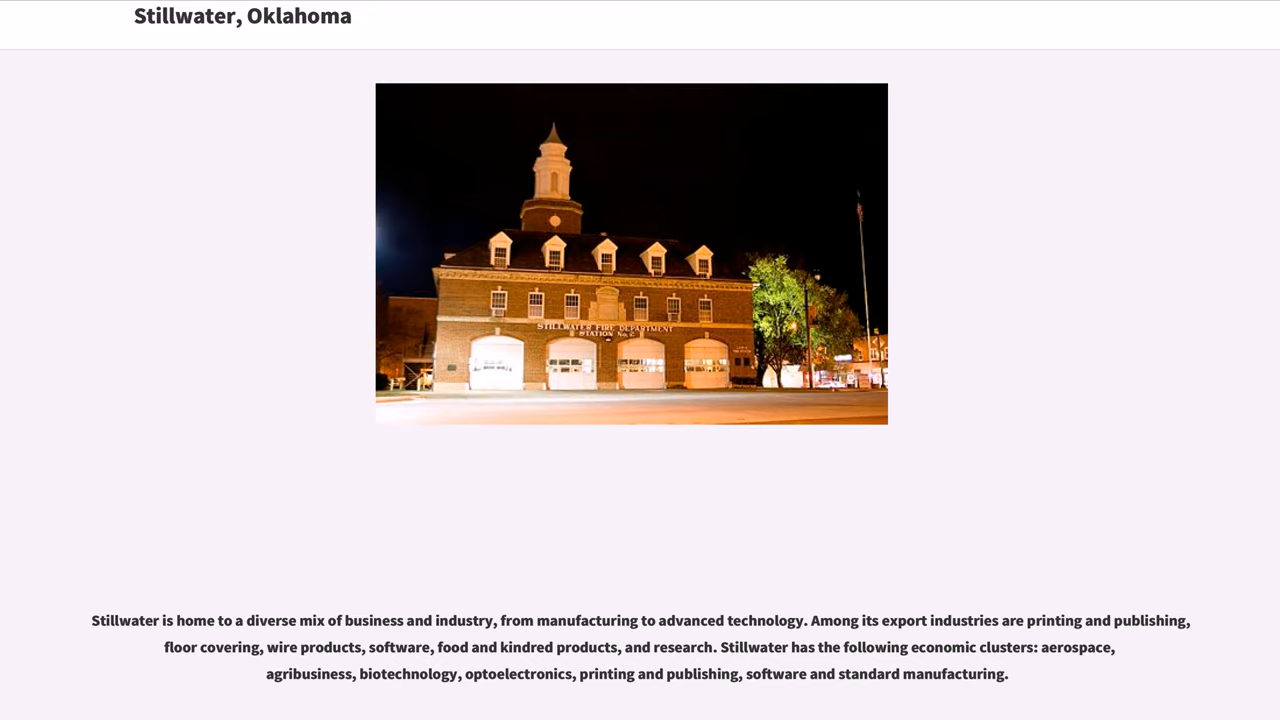 Stillwater, Oklahoma
STILLWATER FIRE DEPARTMENT
STATION No. 2
Stillwater is home to a diverse mix of business and industry, from manufacturing to advanced technology. Among its export industries are printing and publishing,
floor covering, wire products, software, food and kindred products, and research. Stillwater has the following economic clusters: aerospace,
agribusiness, biotechnology, optoelectronics, printing and publishing, software and standard manufacturing.